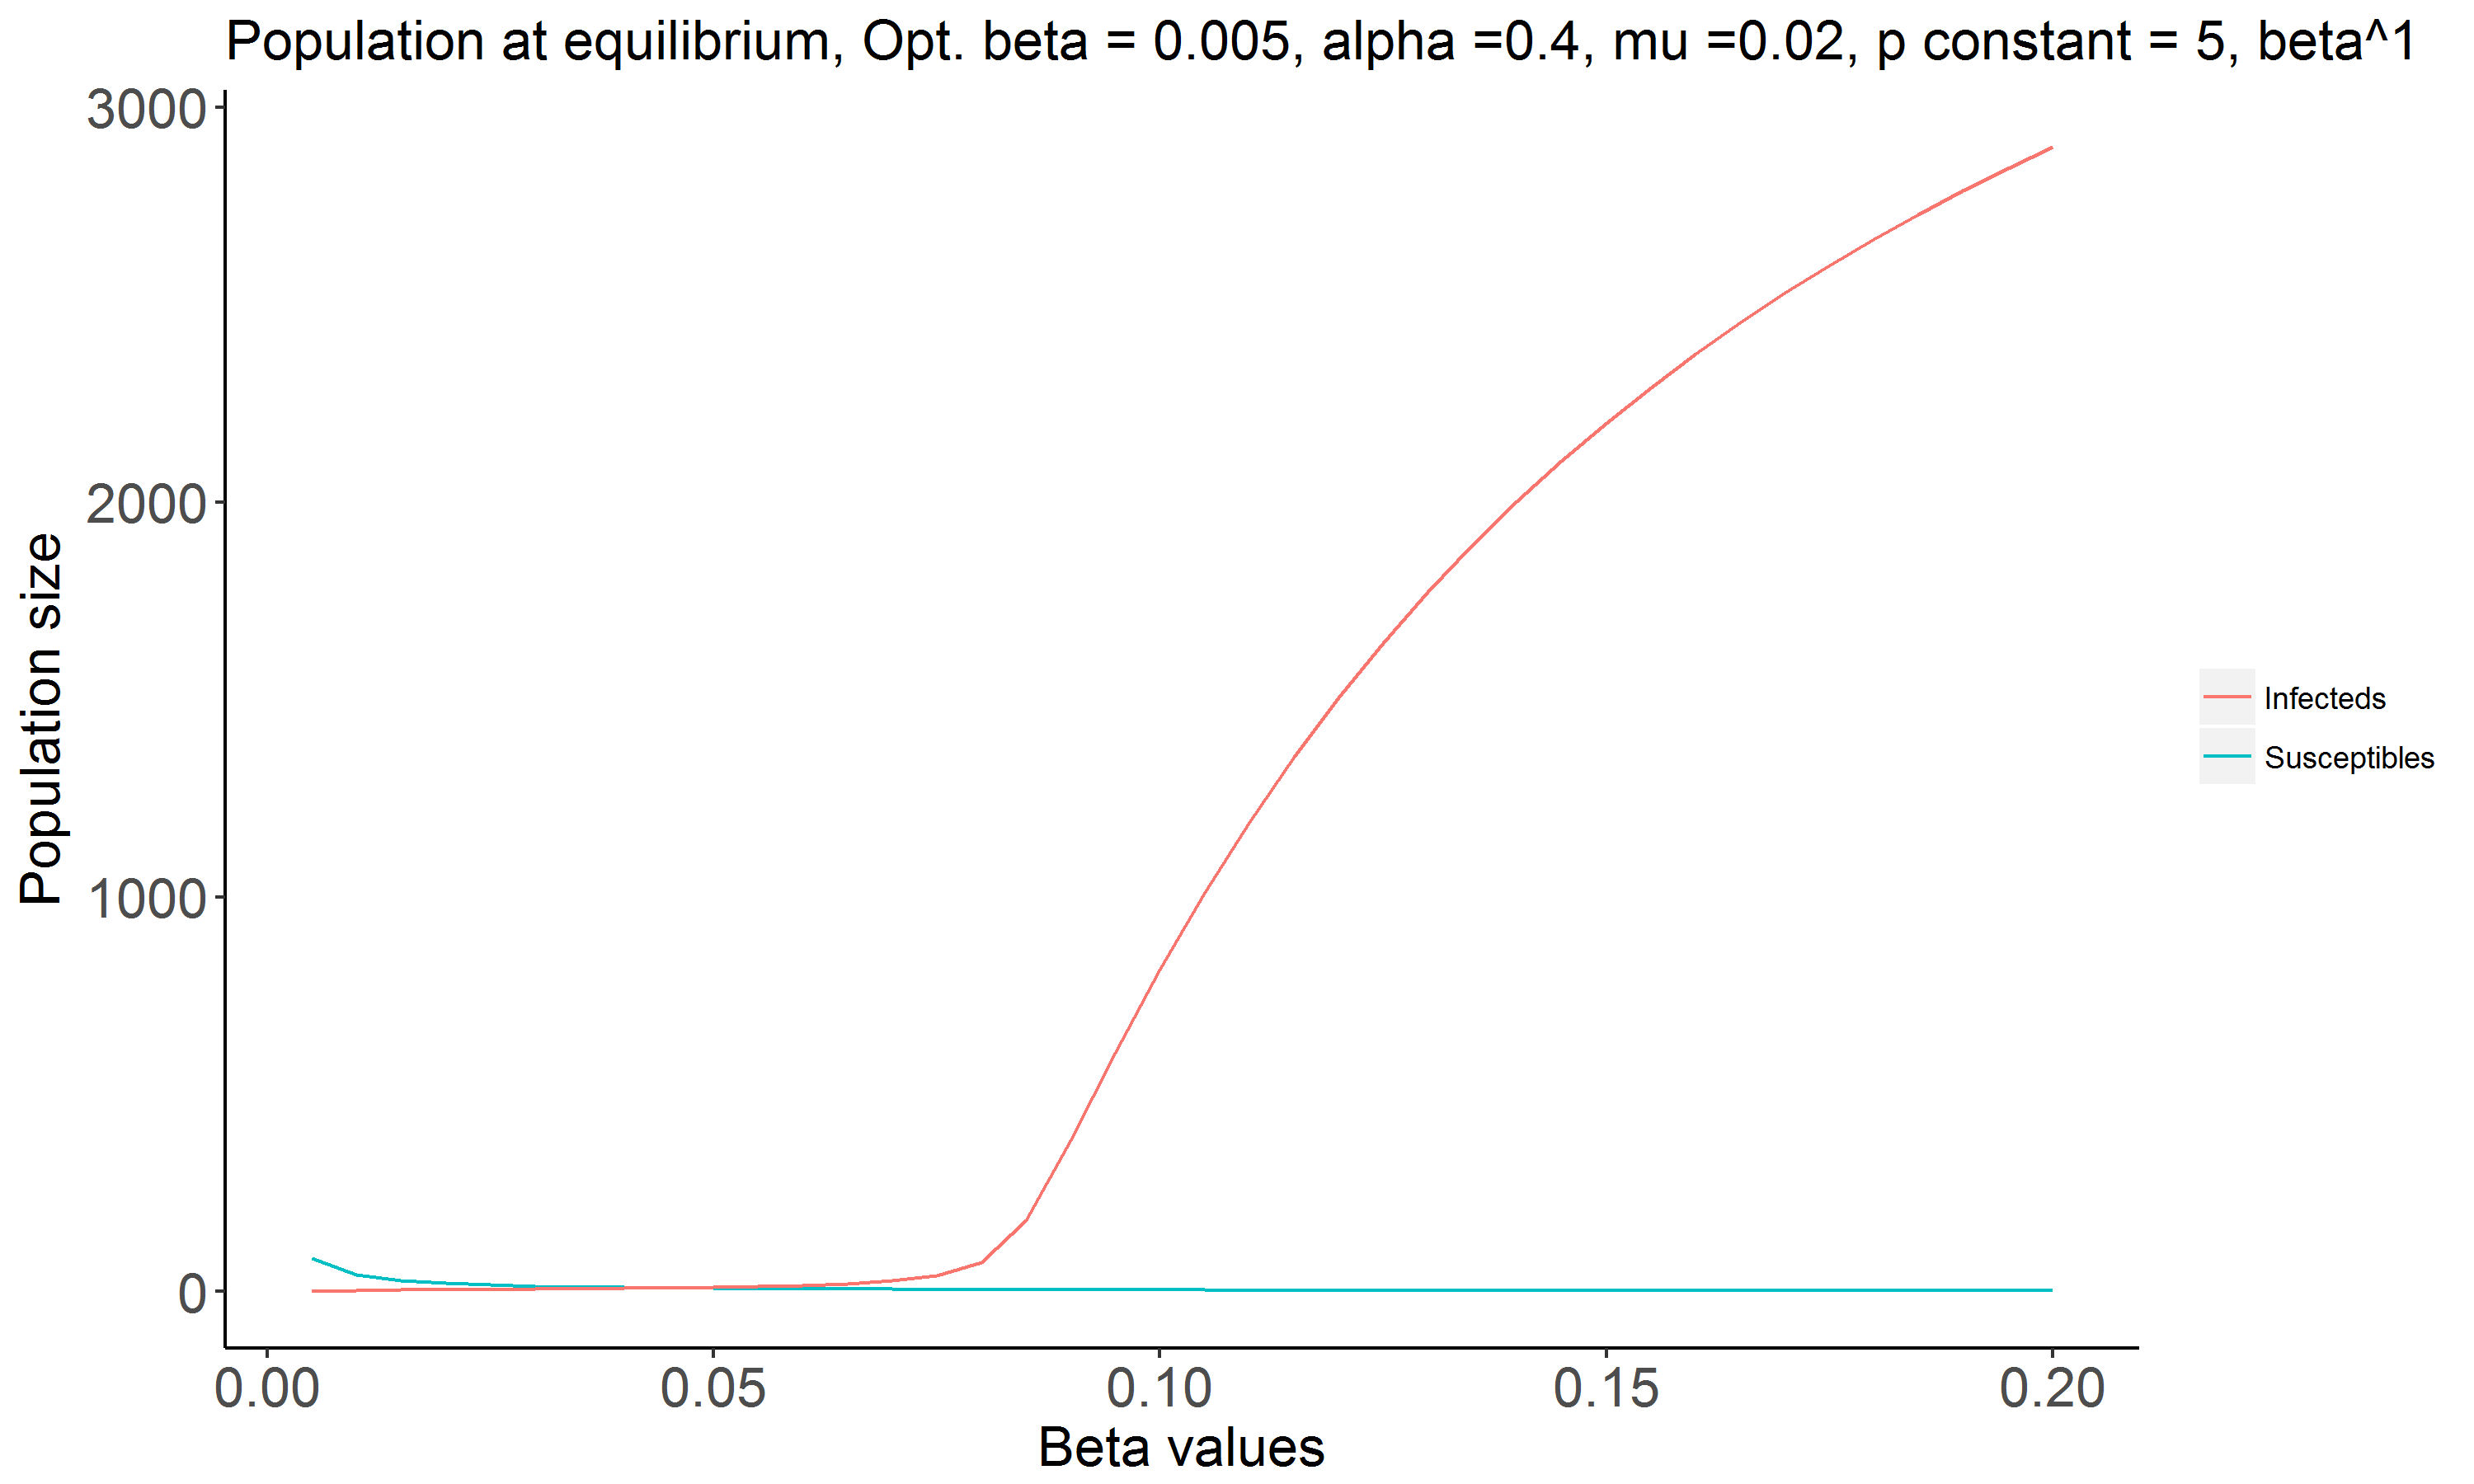 Population at equilibrium, Opt. beta = 0.005, alpha =0.4, mu =0.02, p constant = 5, beta^1
3000
2000
1000
0
Population size
0.00 0.05 0.10 0.15 0.20
Beta values
Infecteds
Susceptibles